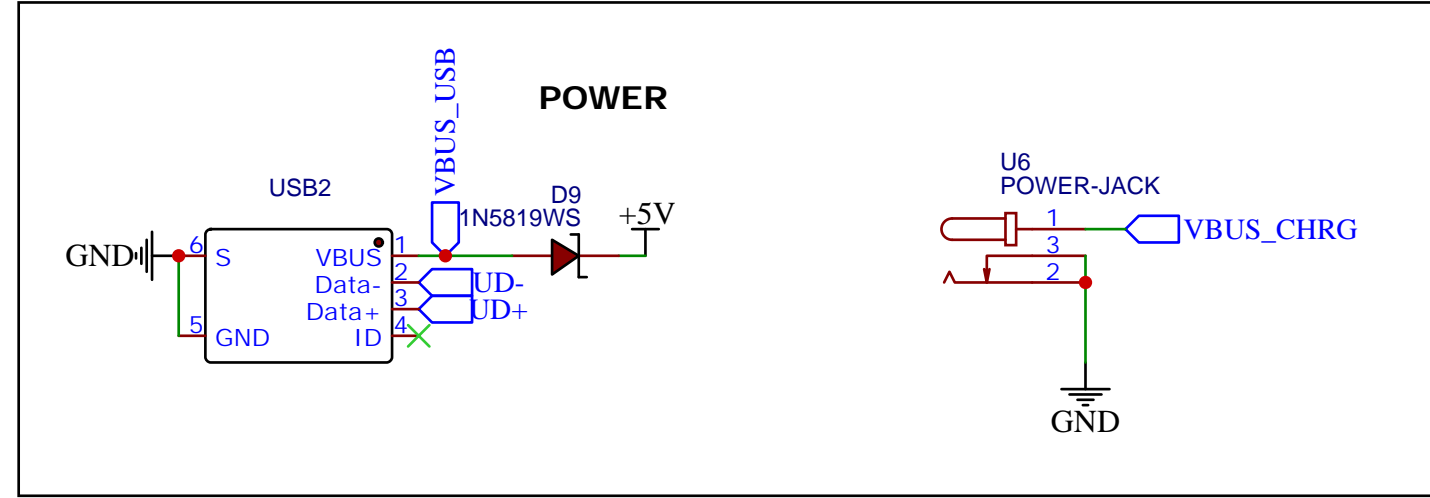 VBUS_USB
POWER
USB2
D9
1N5819WS
+5V
GND
6
S
VBUS
1
Data-
2
UD-
Data+
3
UD+
5
GND
ID
4
U6
POWER-JACK
1
VBUS_CHRG
3
2
GND